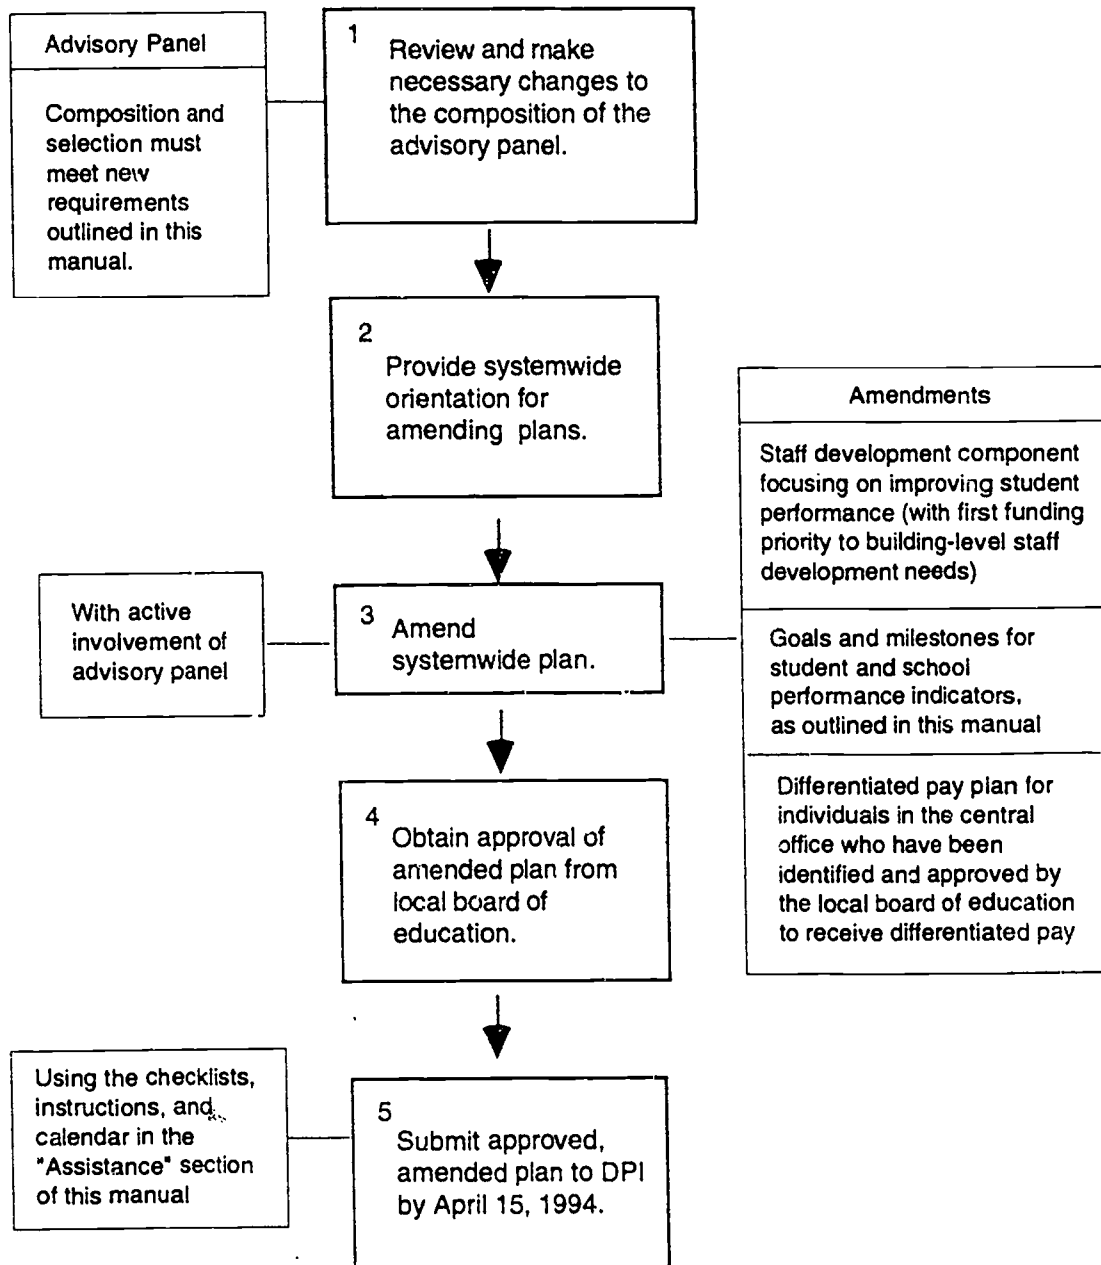 Advisory Panel
Composition and
selection must
meet new
requirements
outlined in this
manual.
1
Review and make
necessary changes to
the composition of the
advisory panel.
2
Provide systemwide
orientation for
amending plans.
Amendments
Staff development component
focusing on improving student
performance (with first funding
priority to building-level staff
development needs)
Goals and milestones for
student and school
performance indicators,
as outlined in this manual
Differentiated pay plan for
individuals in the central
office who have been
identified and approved by
the local board of education
to receive differentiated pay
With active
involvement of
advisory panel
3
Amend
systemwide plan.
4
Obtain approval of
amended plan from
local board of
education.
Using the checklists,
instructions, and
calendar in the
"Assistance" section
of this manual
5
Submit approved,
amended plan to DPI
by April 15, 1994.